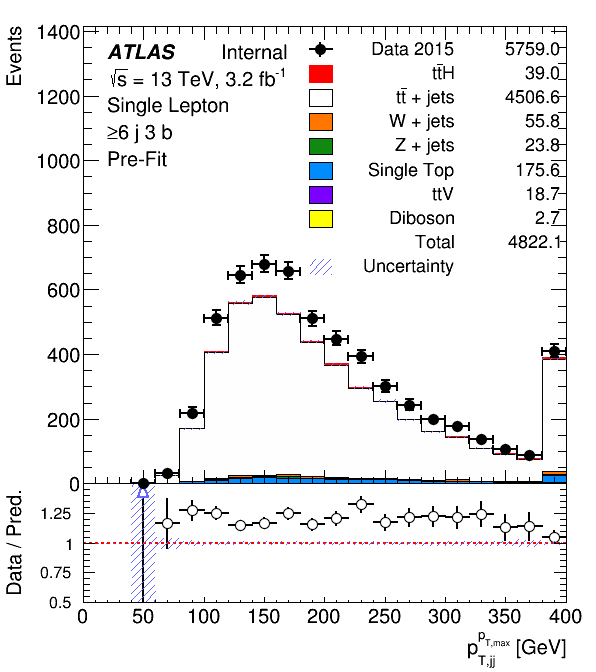 Events
1400
1200
1000
800
600
400
200
0
ATLAS Internal
√s = 13 TeV, 3.2 fb⁻¹
Single Lepton
≥6 j 3 b
Pre-Fit
Data 2015 5759.0
tt̄H 39.0
tt̄ + jets 4506.6
W + jets 55.8
Z + jets 23.8
Single Top 175.6
ttV 18.7
Diboson 2.7
Total 4822.1
Uncertainty
Data / Pred.
1.25
1
0.75
0.5
0 50 100 150 200 250 300 350 400
p_{T,jj}^{p_{T,max}} [GeV]